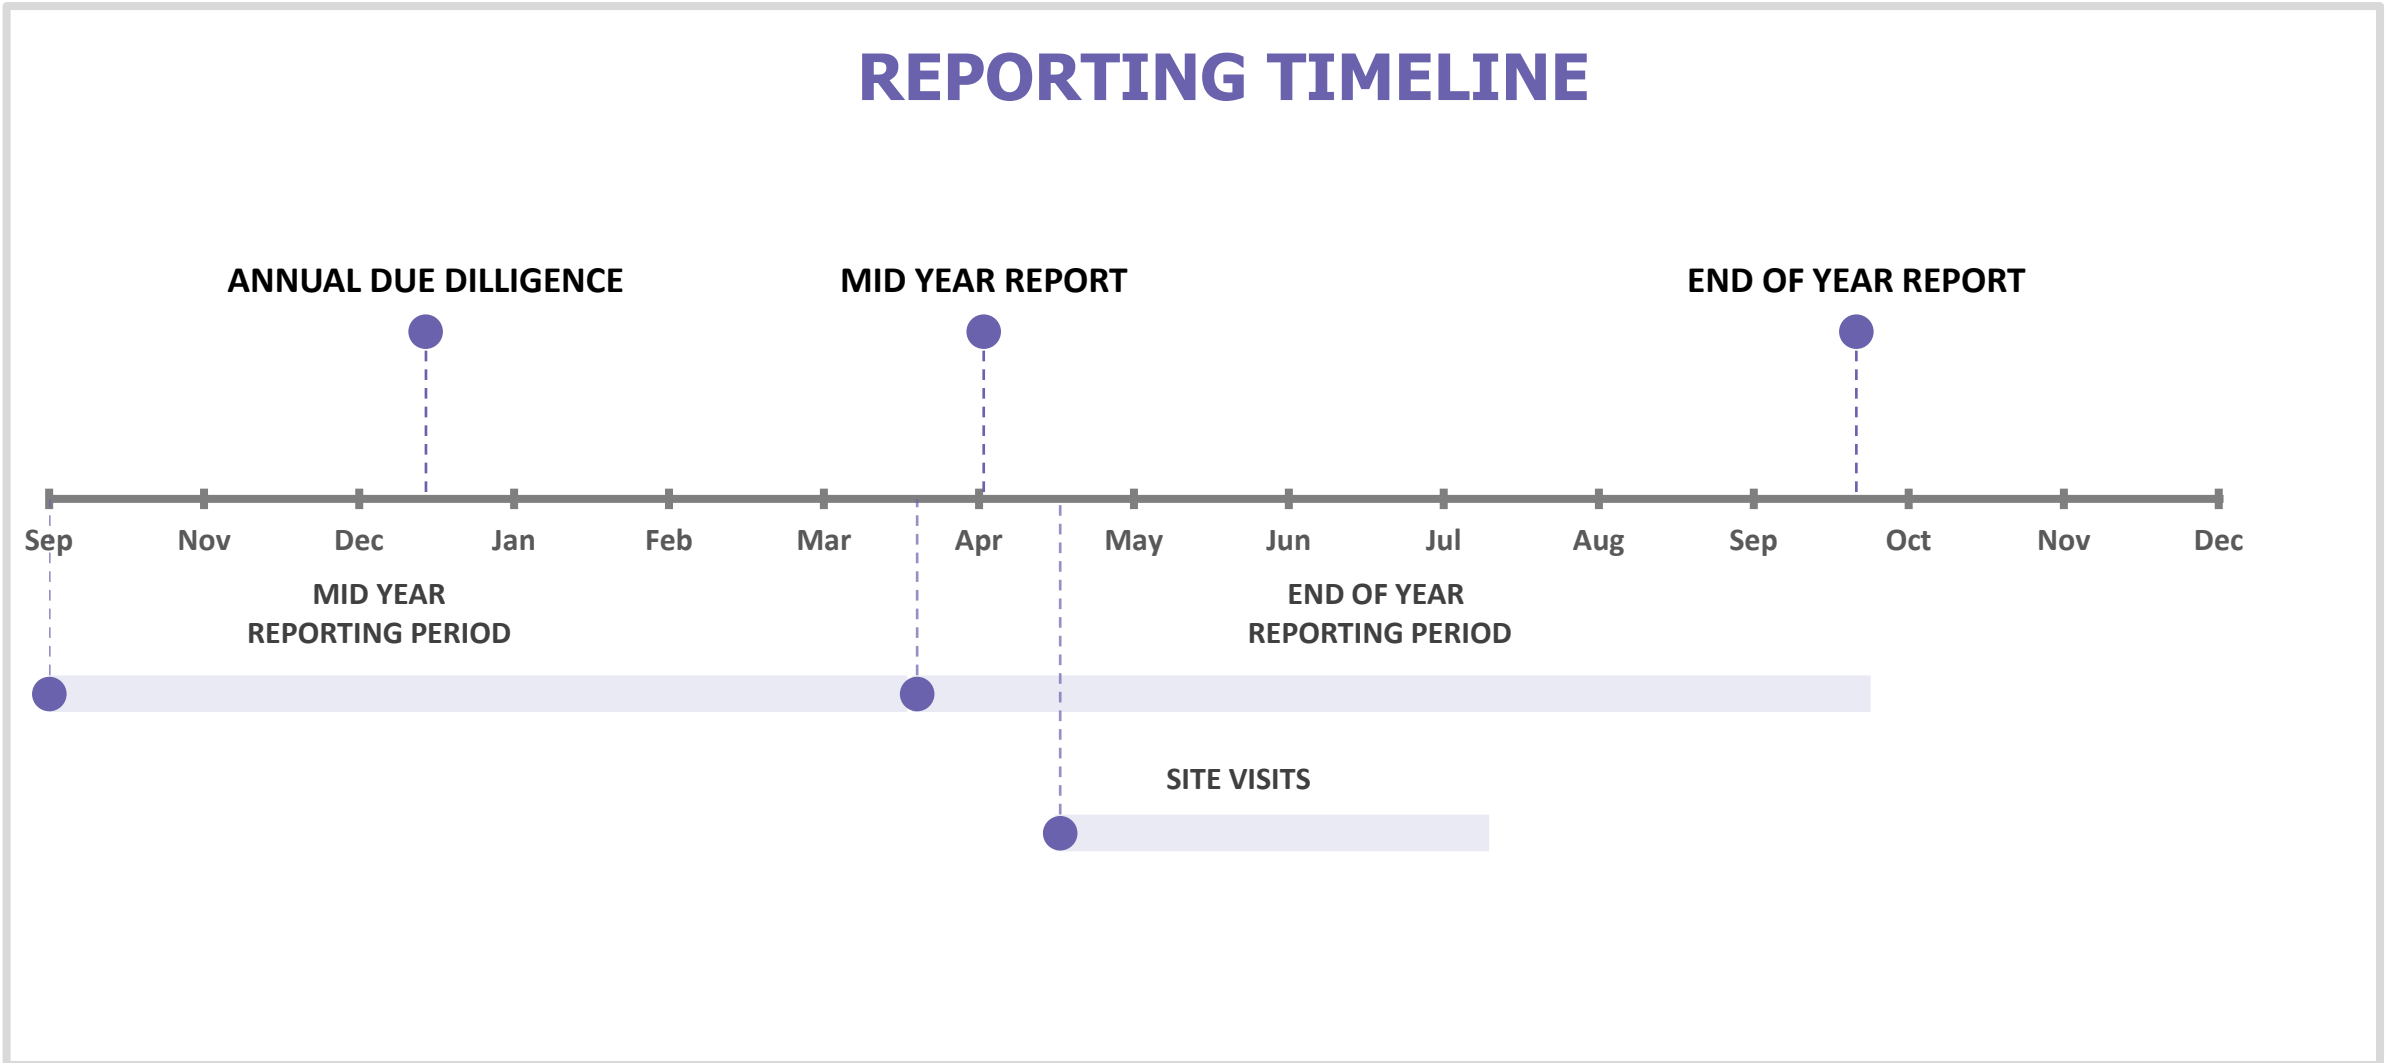 REPORTING TIMELINE
ANNUAL DUE DILLIGENCE
MID YEAR REPORT
END OF YEAR REPORT
Sep Nov Dec Jan Feb Mar Apr May Jun Jul Aug Sep Oct Nov Dec
MID YEAR
REPORTING PERIOD
END OF YEAR
REPORTING PERIOD
SITE VISITS